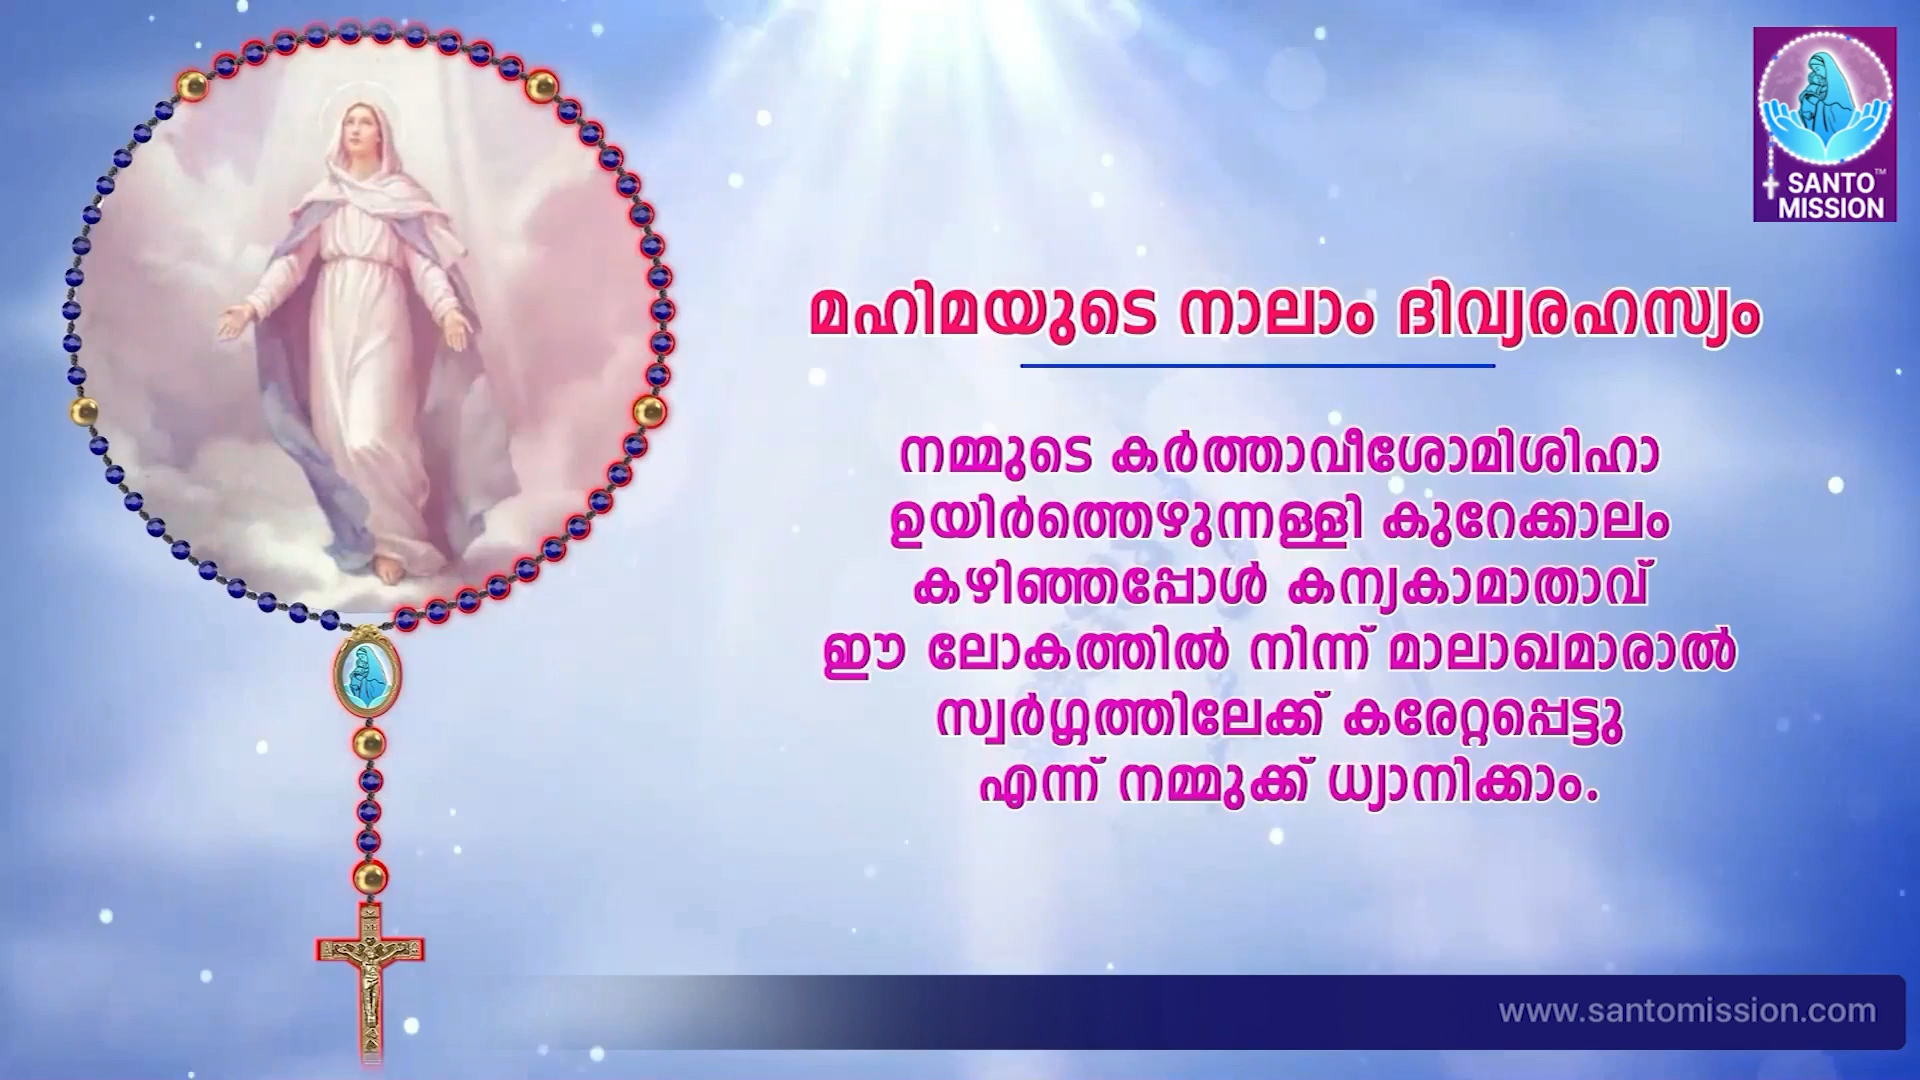 SANTO™
MISSION
മഹിമയുടെ നാലാം ദിവ്യരഹസ്യം
നമ്മുടെ കർത്താവീശോമിശിഹാ
ഉയിർത്തെഴുന്നള്ളി കുറേക്കാലം
കഴിഞ്ഞപ്പോൾ കന്യകാമാതാവ്
ഈ ലോകത്തിൽ നിന്ന് മാലാഖമാരാൽ
സ്വർഗ്ഗത്തിലേക്ക് കരേറ്റപ്പെട്ടു
എന്ന് നമ്മുക്ക് ധ്യാനിക്കാം.
www.santomission.com